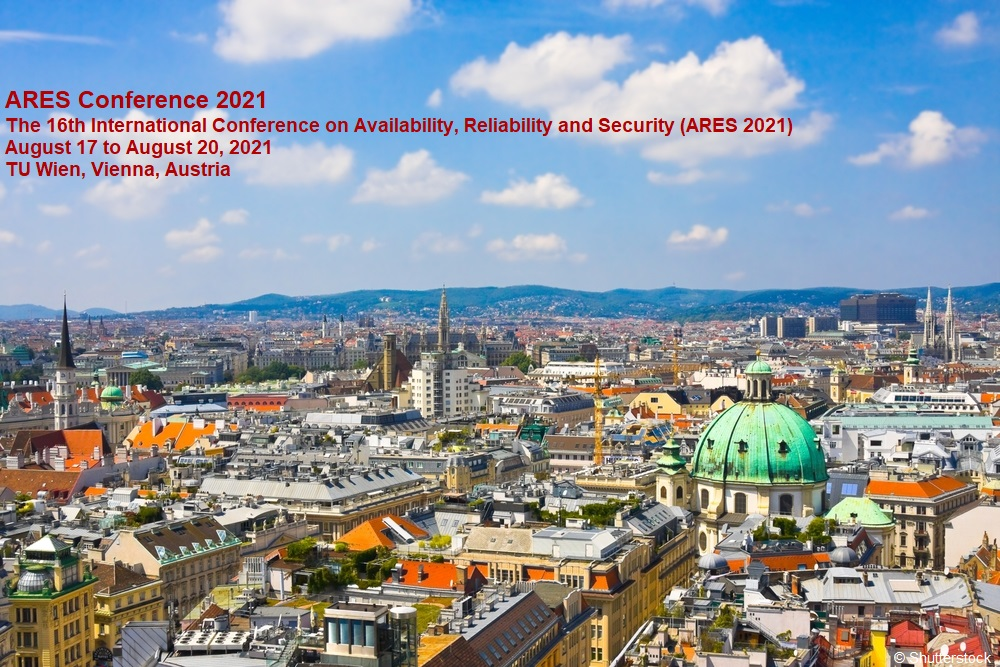 ARES Conference 2021
The 16th International Conference on Availability, Reliability and Security (ARES 2021)
August 17 to August 20, 2021
TU Wien, Vienna, Austria
© Shutterstock